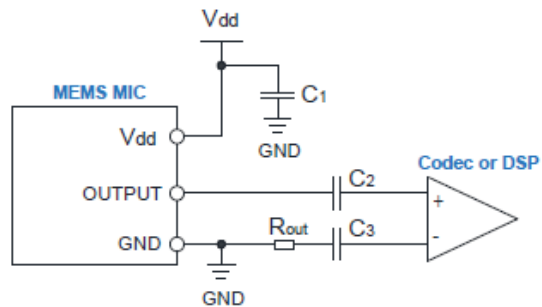 Vdd
MEMS MIC
C1
Vdd
GND
Codec or DSP
OUTPUT
C2
+
GND
Rout
C3
-
GND